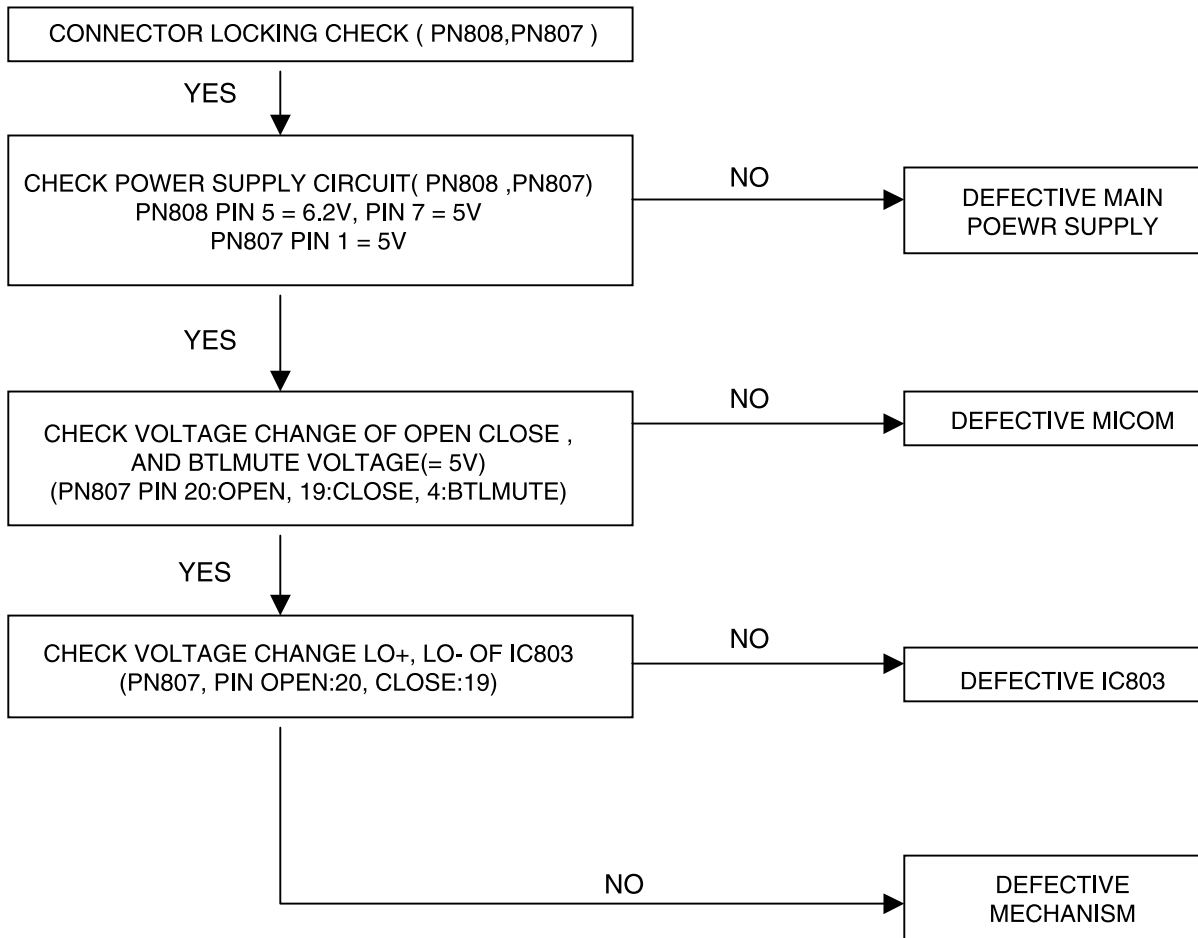 CONNECTOR LOCKING CHECK ( PN808,PN807 )
YES
CHECK POWER SUPPLY CIRCUIT( PN808 ,PN807)
PN808 PIN 5 = 6.2V, PIN 7 = 5V
PN807 PIN 1 = 5V
NO
DEFECTIVE MAIN
POEWR SUPPLY
YES
CHECK VOLTAGE CHANGE OF OPEN CLOSE ,
AND BTLMUTE VOLTAGE(= 5V)
(PN807 PIN 20:OPEN, 19:CLOSE, 4:BTLMUTE)
NO
DEFECTIVE MICOM
YES
CHECK VOLTAGE CHANGE LO+, LO- OF IC803
(PN807, PIN OPEN:20, CLOSE:19)
NO
DEFECTIVE IC803
NO
DEFECTIVE
MECHANISM